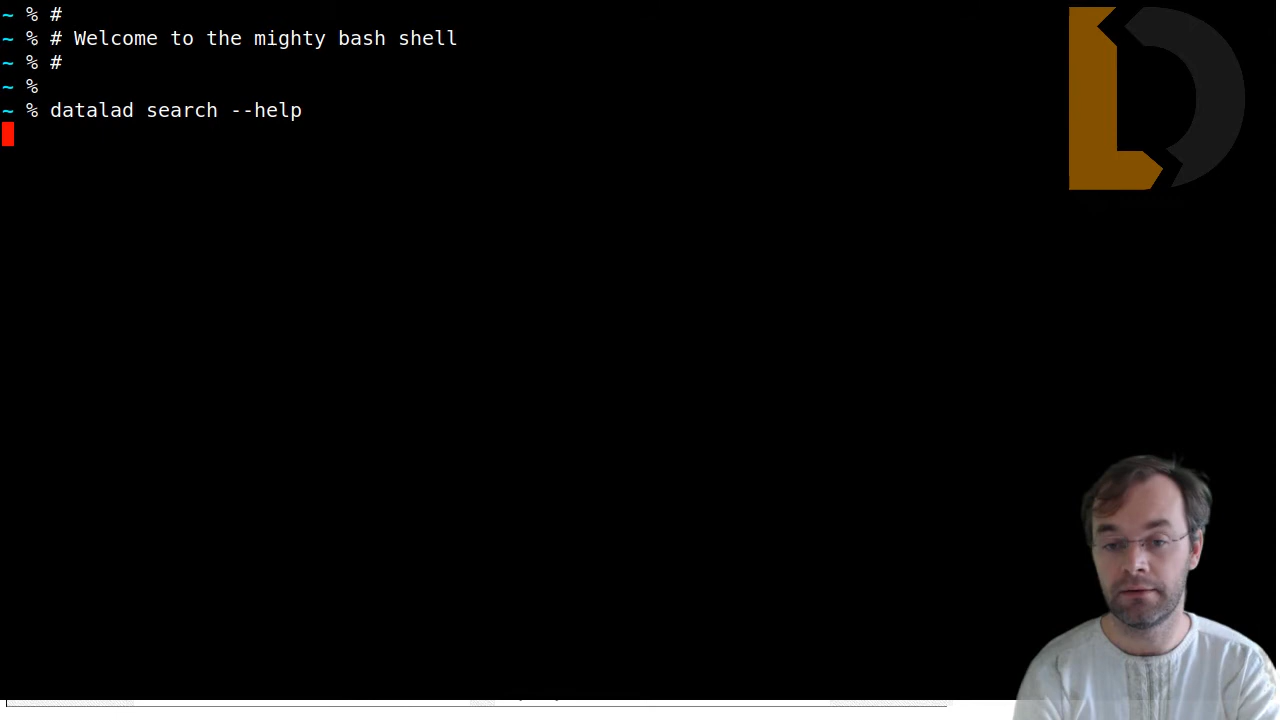 ~ % #
~ % # Welcome to the mighty bash shell
~ % #
~ %
~ % datalad search --help